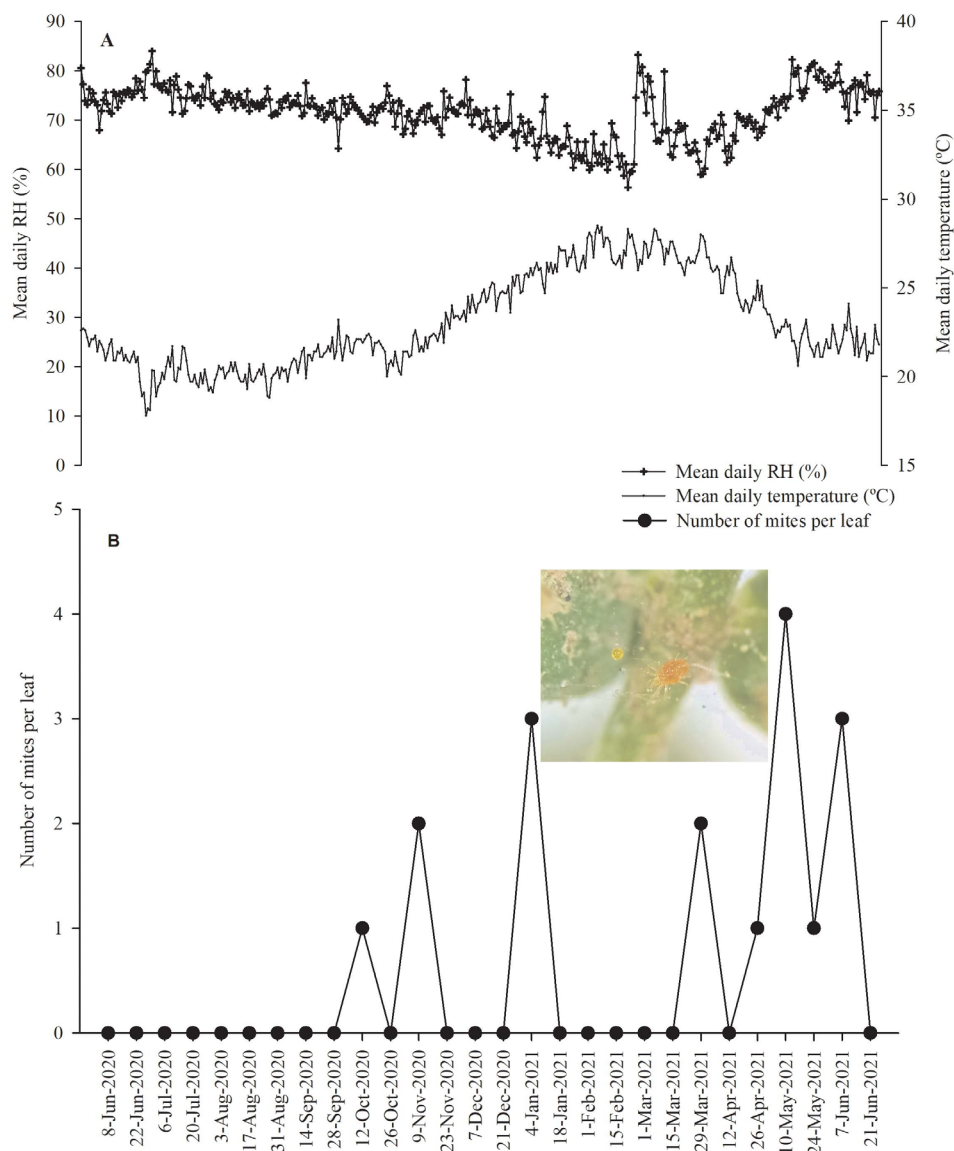 A
90
80
70
60
50
40
30
20
10
0
Mean daily RH (%)
40
35
30
25
20
15
Mean daily temperature (ºC)
Mean daily RH (%)
Mean daily temperature (ºC)
Number of mites per leaf
B
5
4
3
2
1
0
Number of mites per leaf
8-Jun-2020
22-Jun-2020
6-Jul-2020
20-Jul-2020
3-Aug-2020
17-Aug-2020
31-Aug-2020
14-Sep-2020
28-Sep-2020
12-Oct-2020
26-Oct-2020
9-Nov-2020
23-Nov-2020
7-Dec-2020
21-Dec-2020
4-Jan-2021
18-Jan-2021
1-Feb-2021
15-Feb-2021
1-Mar-2021
15-Mar-2021
29-Mar-2021
12-Apr-2021
26-Apr-2021
10-May-2021
24-May-2021
7-Jun-2021
21-Jun-2021